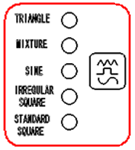 TRIANGLE
MIXTURE
SINE
IRREGULAR
SQUARE
STANDARD
SQUARE